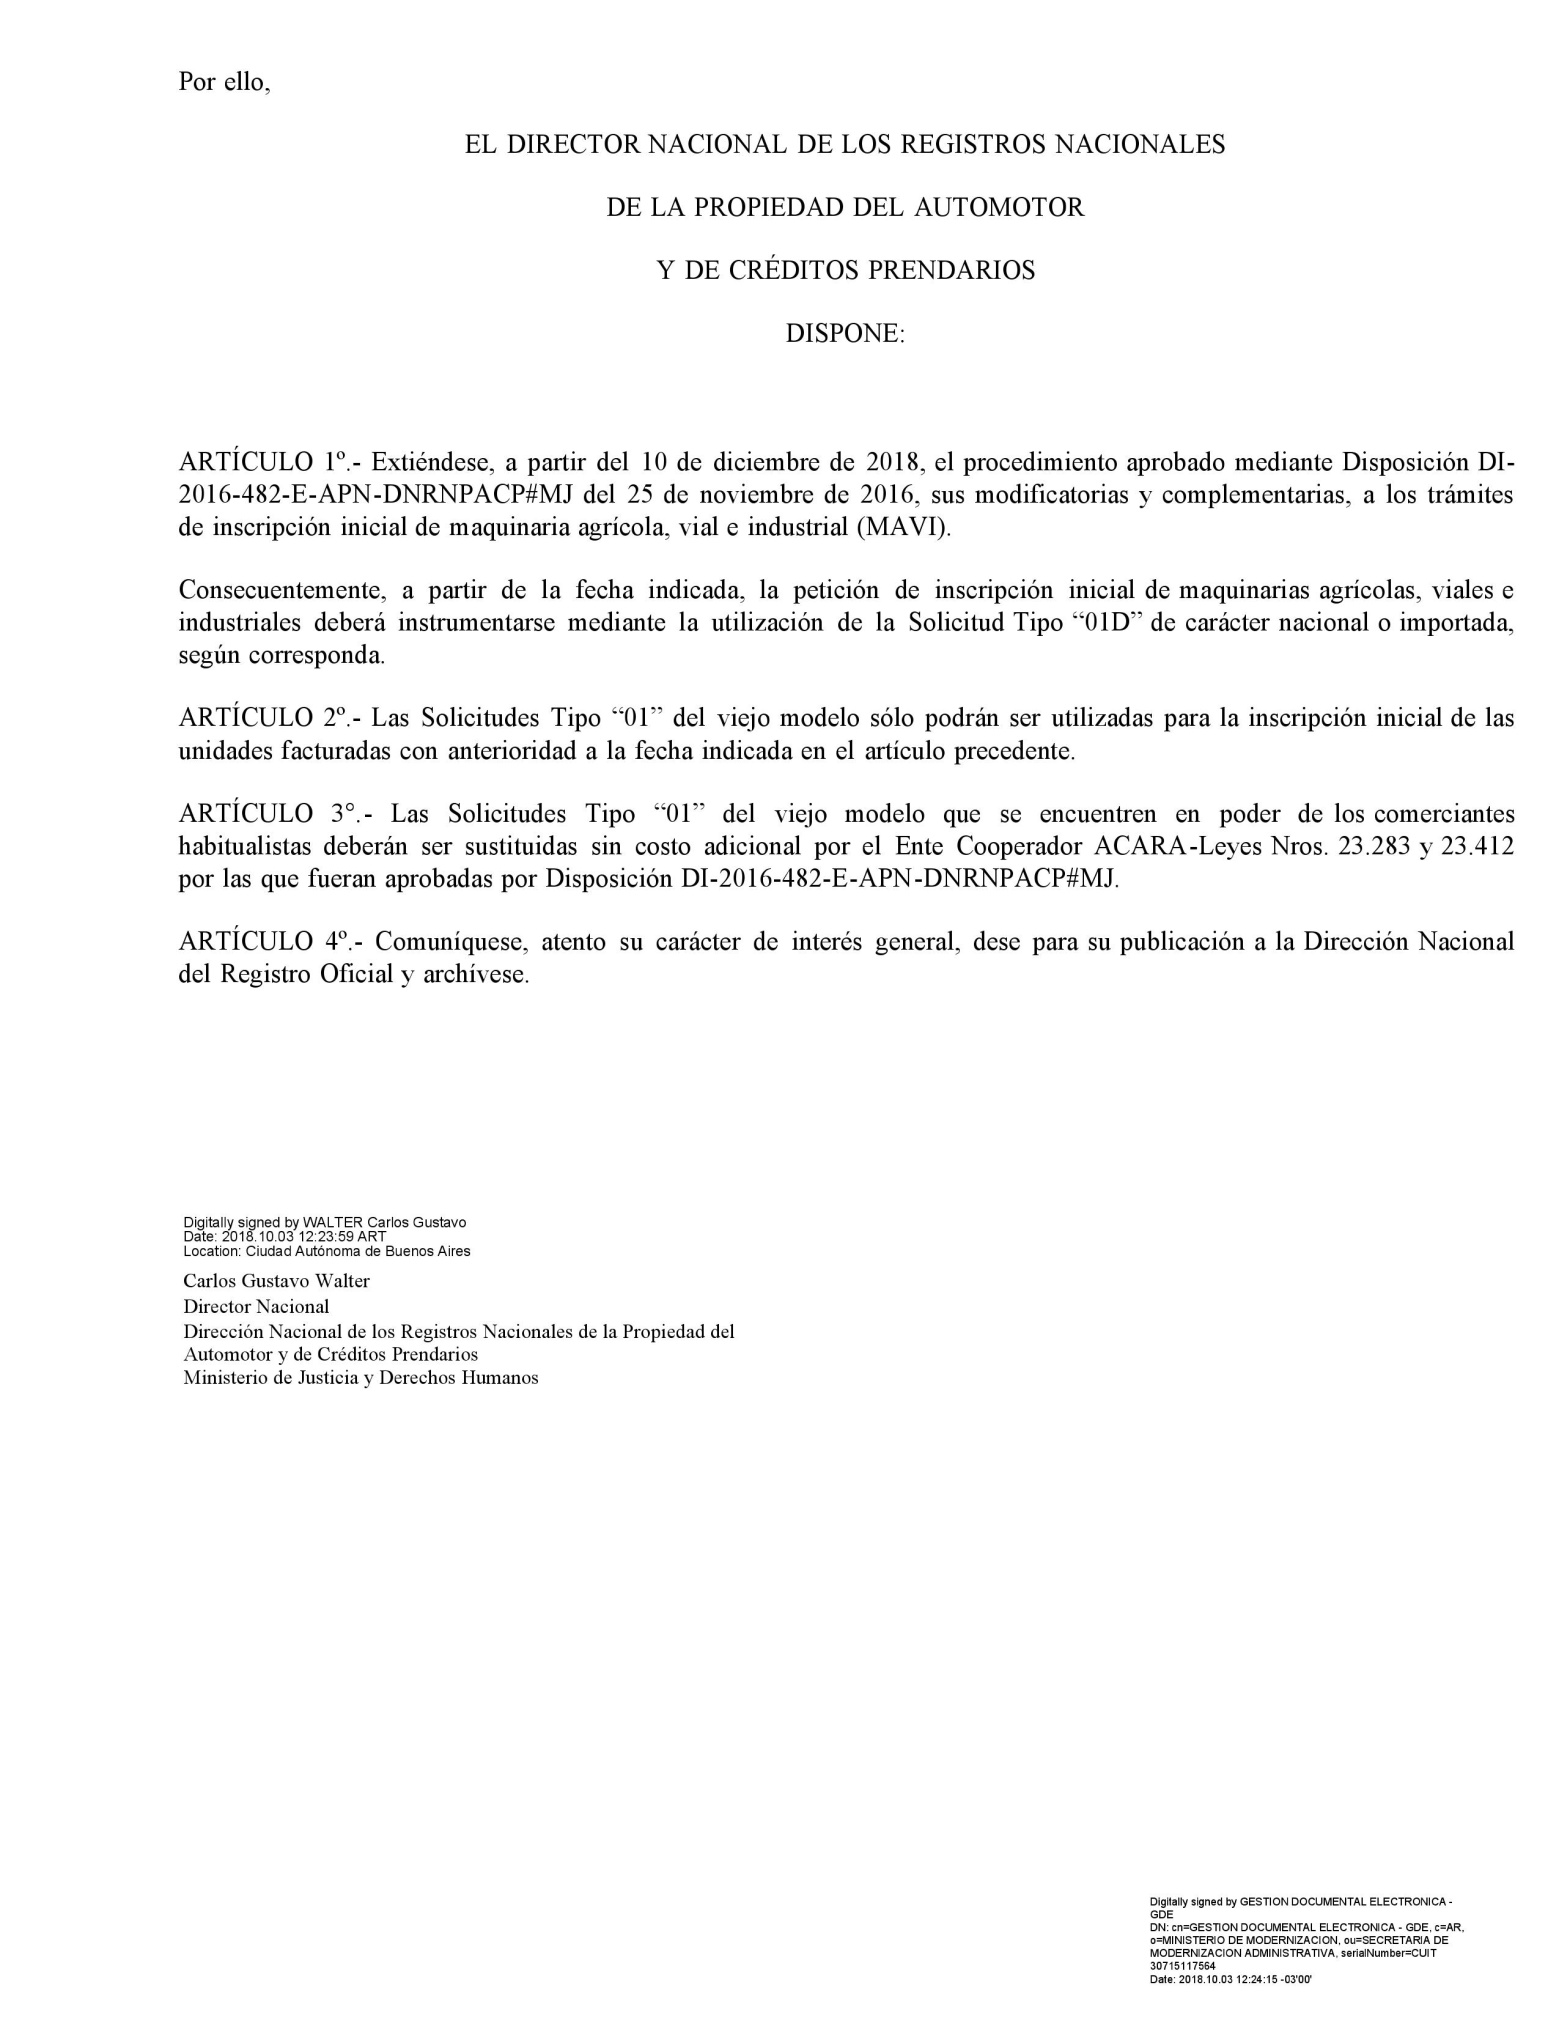 Por ello,
EL DIRECTOR NACIONAL DE LOS REGISTROS NACIONALES
DE LA PROPIEDAD DEL AUTOMOTOR
Y DE CRÉDITOS PRENDARIOS
DISPONE:
ARTÍCULO 1º.- Extiéndese, a partir del 10 de diciembre de 2018, el procedimiento aprobado mediante Disposición DI-
2016-482-E-APN-DNRNPACP#MJ del 25 de noviembre de 2016, sus modificatorias y complementarias, a los trámites
de inscripción inicial de maquinaria agrícola, vial e industrial (MAVI).
Consecuentemente, a partir de la fecha indicada, la petición de inscripción inicial de maquinarias agrícolas, viales e
industriales deberá instrumentarse mediante la utilización de la Solicitud Tipo “01D” de carácter nacional o importada,
según corresponda.
ARTÍCULO 2º.- Las Solicitudes Tipo “01” del viejo modelo sólo podrán ser utilizadas para la inscripción inicial de las
unidades facturadas con anterioridad a la fecha indicada en el artículo precedente.
ARTÍCULO 3°.- Las Solicitudes Tipo “01” del viejo modelo que se encuentren en poder de los comerciantes
habitualistas deberán ser sustituidas sin costo adicional por el Ente Cooperador ACARA-Leyes Nros. 23.283 y 23.412
por las que fueran aprobadas por Disposición DI-2016-482-E-APN-DNRNPACP#MJ.
ARTÍCULO 4º.- Comuníquese, atento su carácter de interés general, dese para su publicación a la Dirección Nacional
del Registro Oficial y archívese.
Digitally signed by WALTER Carlos Gustavo
Date: 2018.10.03 12:23:59 ART
Location: Ciudad Autónoma de Buenos Aires
Carlos Gustavo Walter
Director Nacional
Dirección Nacional de los Registros Nacionales de la Propiedad del
Automotor y de Créditos Prendarios
Ministerio de Justicia y Derechos Humanos
Digitally signed by GESTION DOCUMENTAL ELECTRONICA -
GDE
DN: cn=GESTION DOCUMENTAL ELECTRONICA - GDE, c=AR,
o=MINISTERIO DE MODERNIZACION, ou=SECRETARIA DE
MODERNIZACION ADMINISTRATIVA, serialNumber=CUIT
30715117564
Date: 2018.10.03 12:24:15 -03'00'